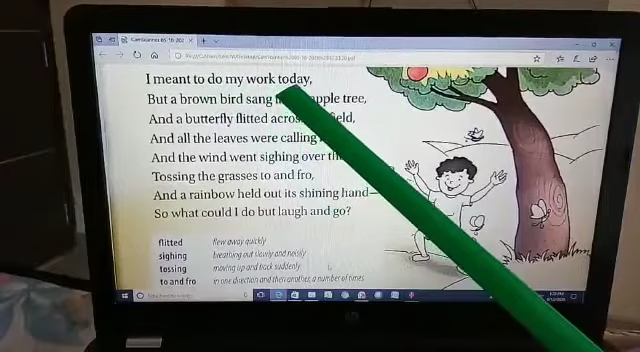 I meant to do my work today,
But a brown bird sang apple tree,
And a butterfly flitted across field,
And all the leaves were calling
And the wind went sighing over the
Tossing the grasses to and fro,
And a rainbow held out its shining hand—
So what could I do but laugh and go?
flitted flew away quickly
sighing breathing out slowly and noisily
tossing moving up and back suddenly
to and fro in one direction and then another, a number of times